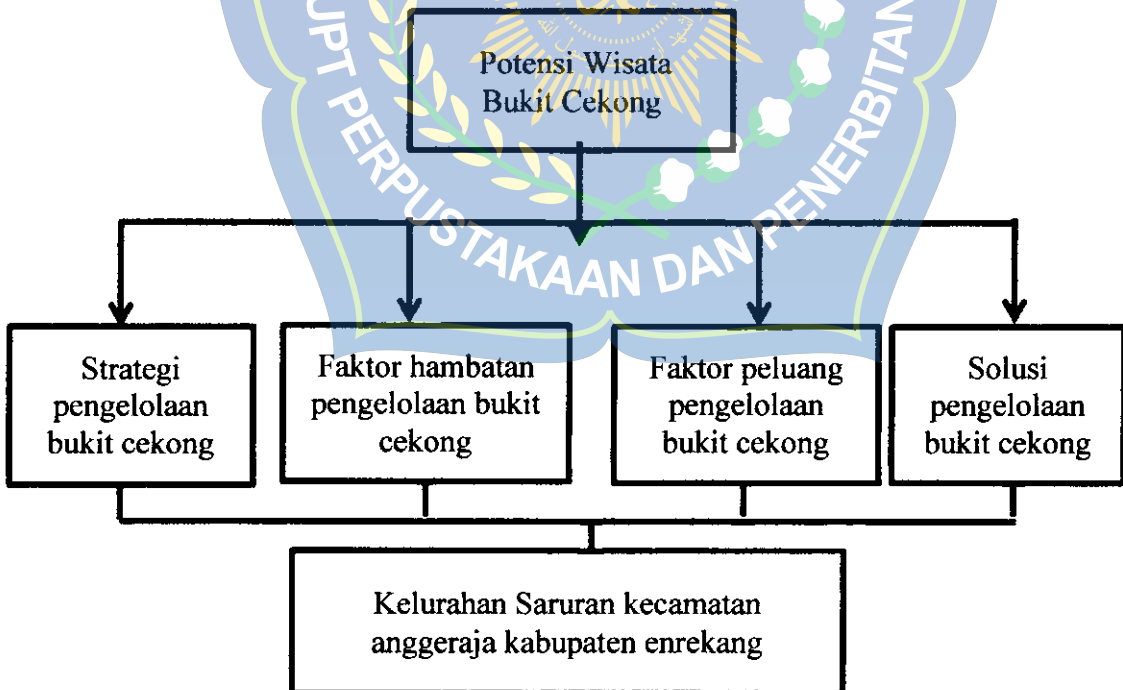 Potensi Wisata
Bukit Cekong
UPT PERPUSTAKAAN DAN PENERBITAN
Strategi
pengelolaan
bukit cekong
Faktor hambatan
pengelolaan bukit
cekong
Faktor peluang
pengelolaan
bukit cekong
Solusi
pengelolaan
bukit cekong
Kelurahan Saruran kecamatan
anggeraja kabupaten enrekang